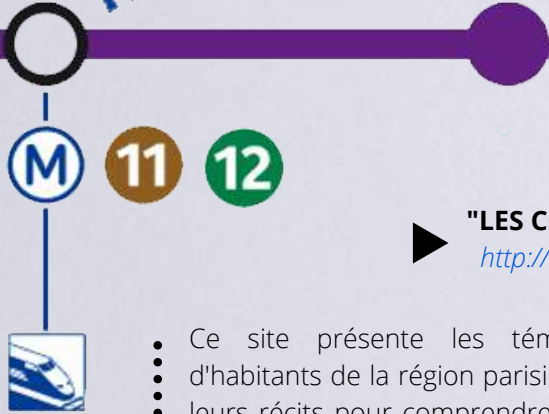 M 11 12
"LES C
http://
Ce site présente les tém
d'habitants de la région parisi
leurs récits pour comprendre